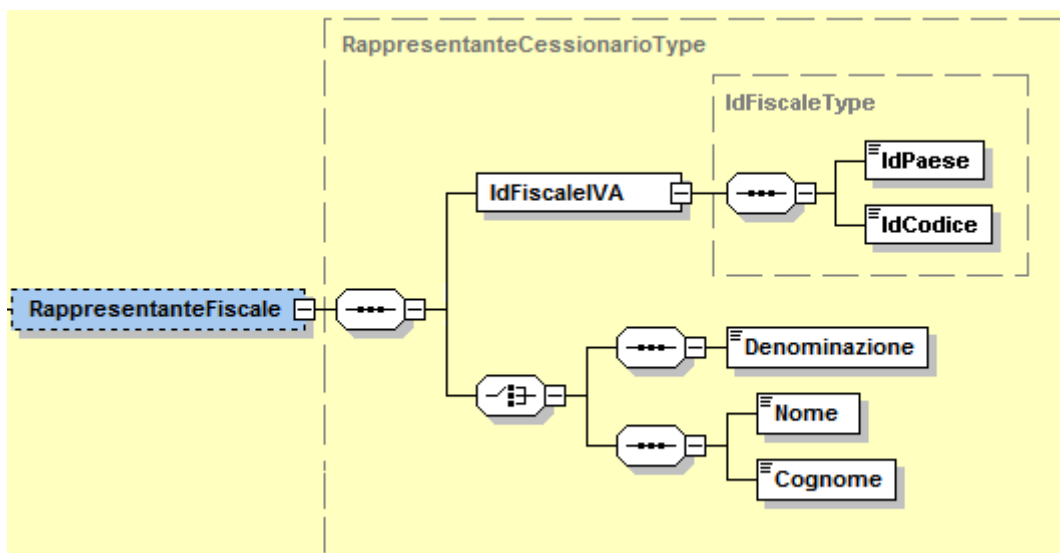 RappresentanteCessionarioType
IdFiscaleType
IdPaese
IdFiscaleIVA
IdCodice
RappresentanteFiscale
Denominazione
Nome
Cognome